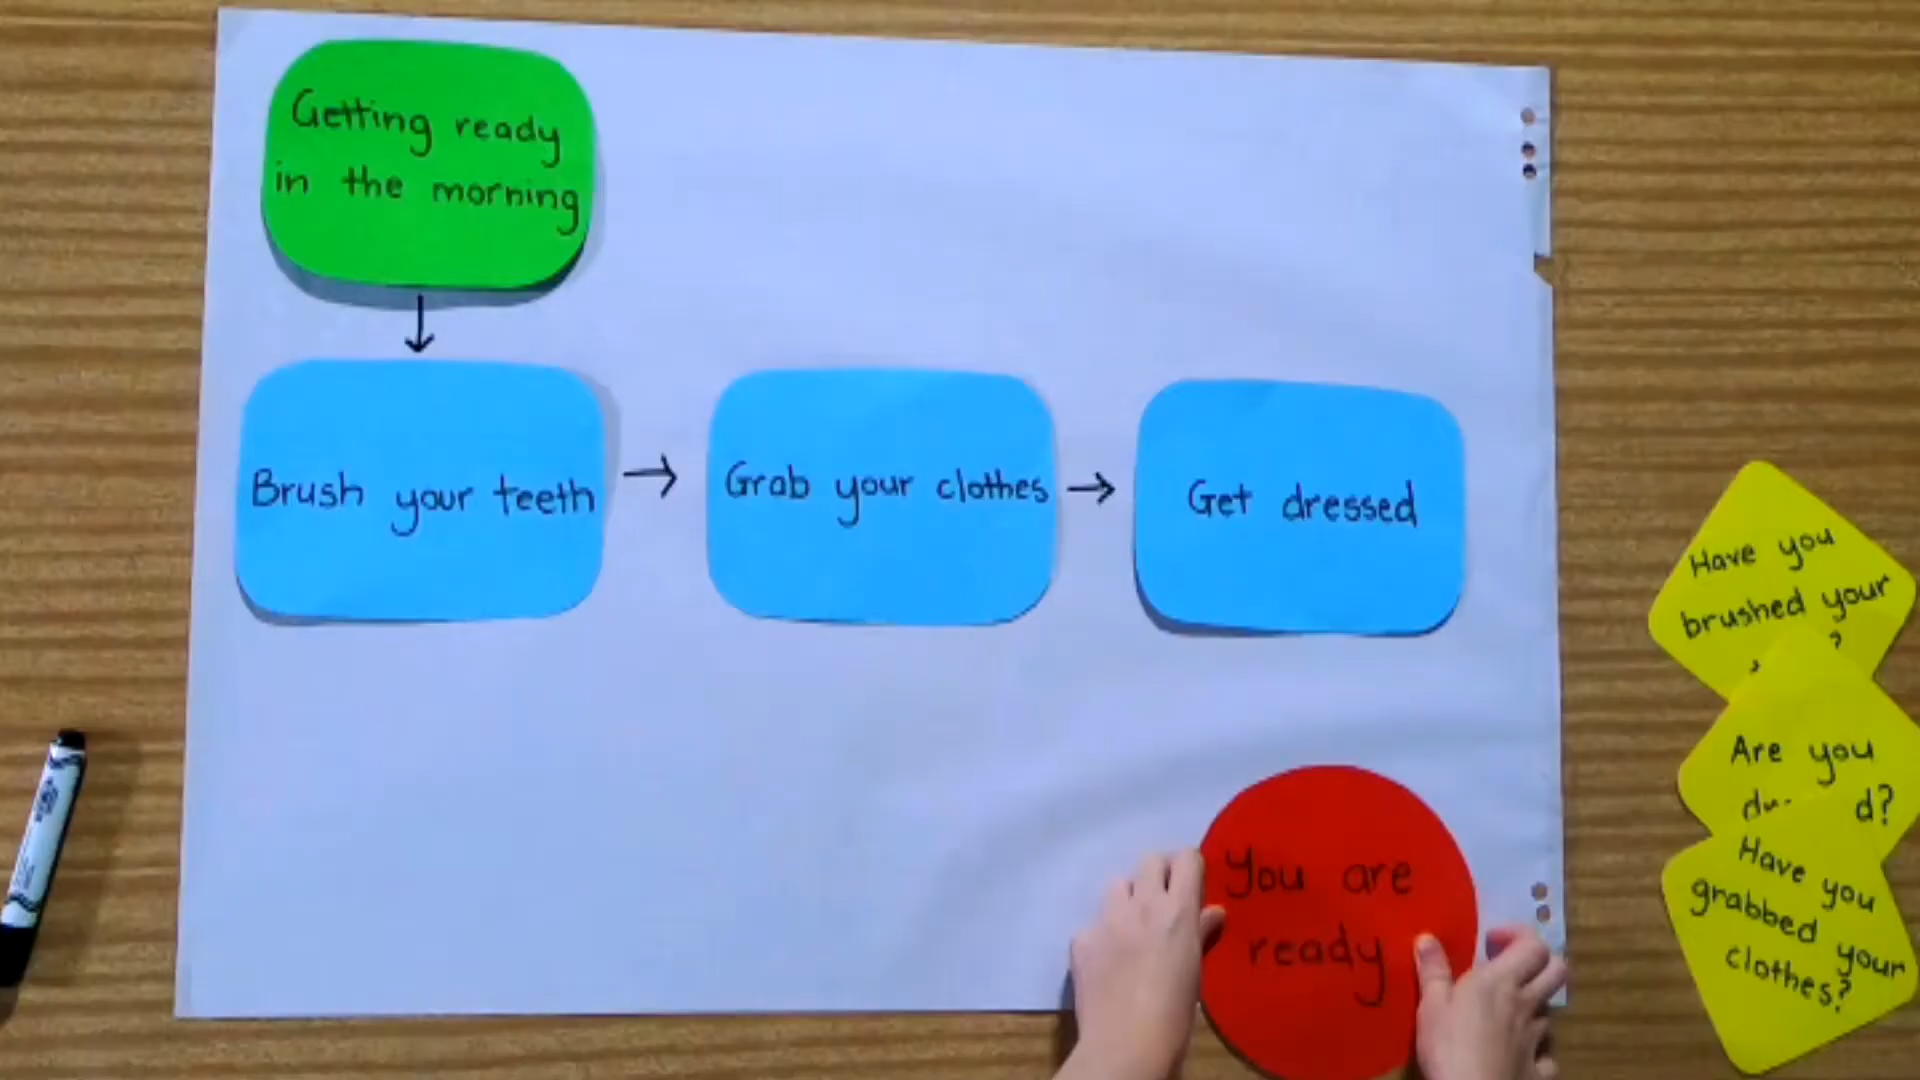 Getting ready
in the morning
Brush your teeth
Grab your clothes
Get dressed
You are
ready
Have you
brushed your
?
Are you
d?
Have you
grabbed your
clothes?